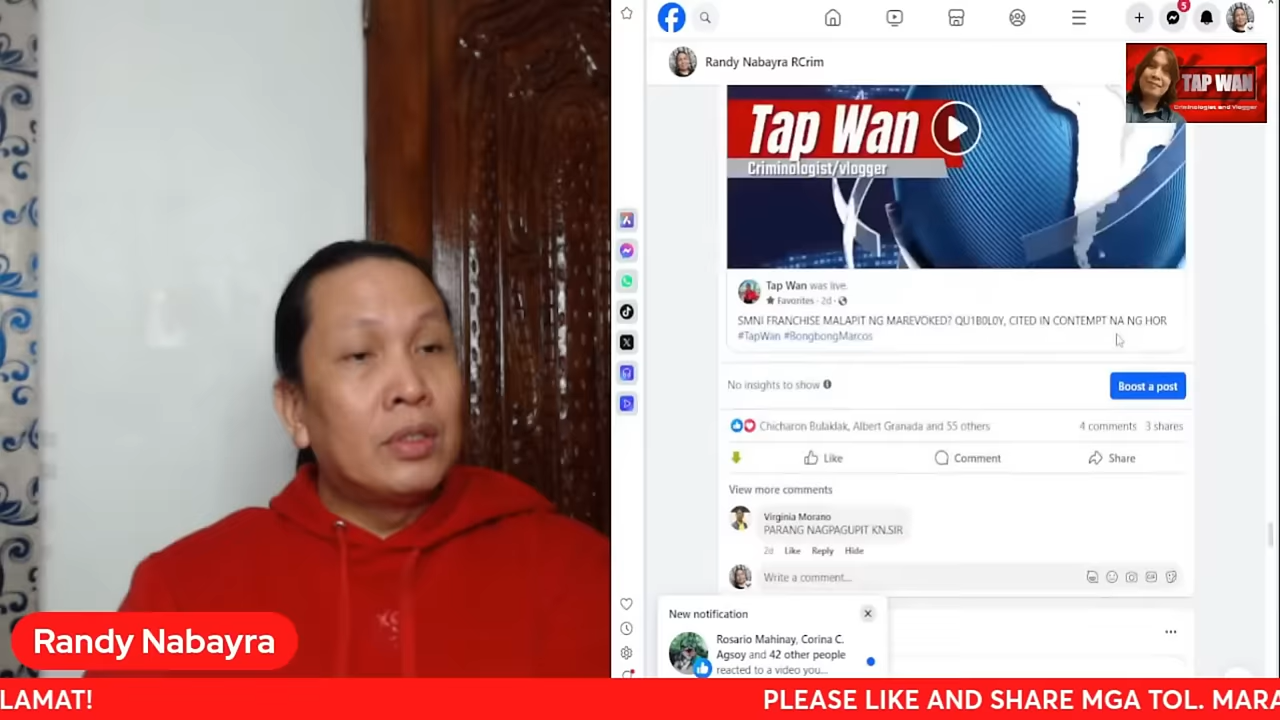 Randy Nabayra RCrim
5
TAP WAN
Criminologist and Vlogger
Tap Wan
Criminologist/vlogger
Tap Wan was live.
Favorites · 2d ·
SMNI FRANCHISE MALAPIT NG MAREVOKED? QU1B0L0Y, CITED IN CONTEMPT NA NG HOR
#TapWan #BongbongMarcos
No insights to show
Boost a post
Chicharon Bulaklak, Albert Granada and 55 others
4 comments 3 shares
Like
Comment
Share
View more comments
Virginia Morano
PARANG NAGPAGUPIT KN.SIR
2d Like Reply Hide
Write a comment...
New notification
Rosario Mahinay, Corina C.
Agsoy and 42 other people
reacted to a video you...
Randy Nabayra
LAMAT!
PLEASE LIKE AND SHARE MGA TOL. MARA